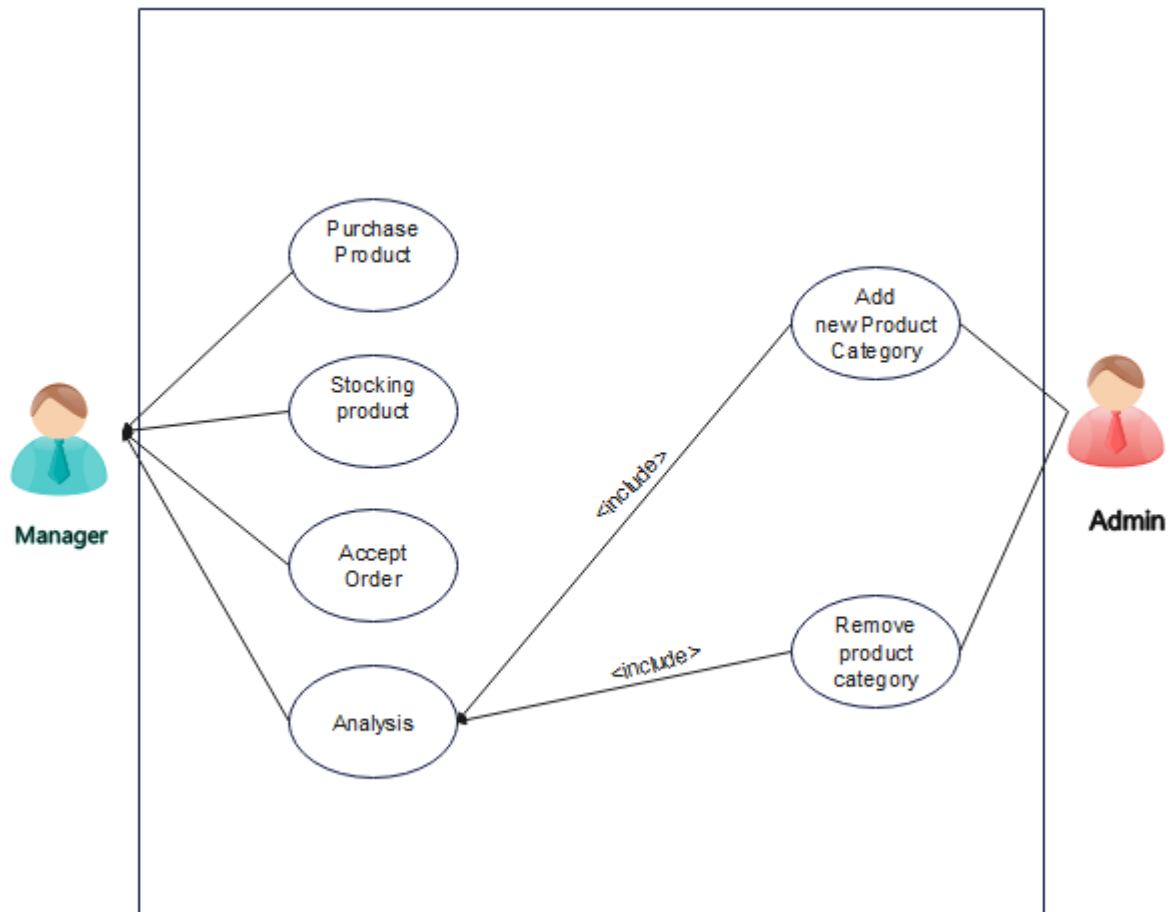 Purchase
Product
Stocking
product
Accept
Order
Analysis
Manager
<include>
<include>
Add
new Product
Category
Remove
product
category
Admin